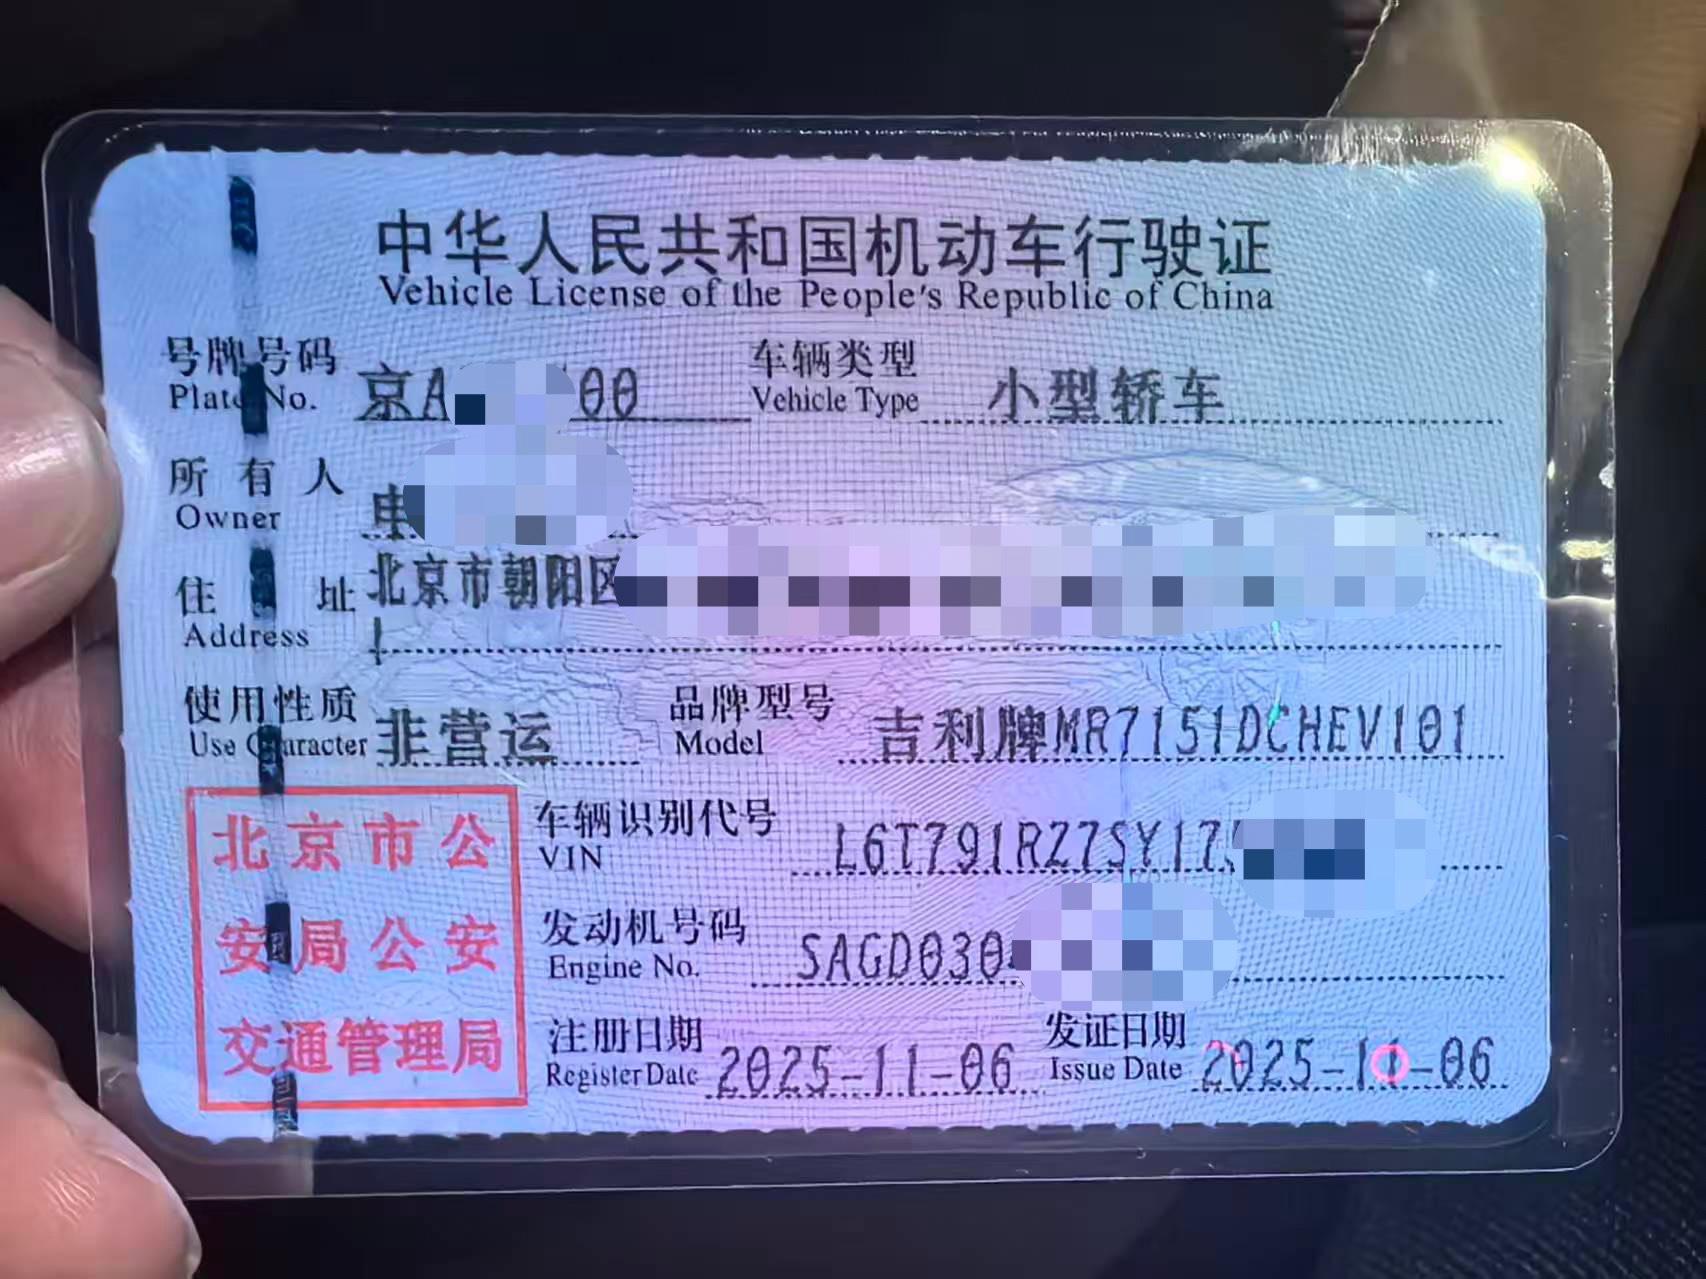 中华人民共和国机动车行驶证
Vehicle License of the People's Republic of China
号牌号码 京A 00 车辆类型 小型轿车
Plate No. Vehicle Type
所有人 申
Owner
住址 北京市朝阳区
Address
使用性质 非营运 品牌型号 吉利牌MR7151DCHEV101
Use Character Model
北京市公
安局公安
交通管理局
车辆识别代号 L6T791RZ7SY17
VIN
发动机号码 SAGD030
Engine No.
注册日期 2025-11-06 发证日期 2025-11-06
Register Date Issue Date